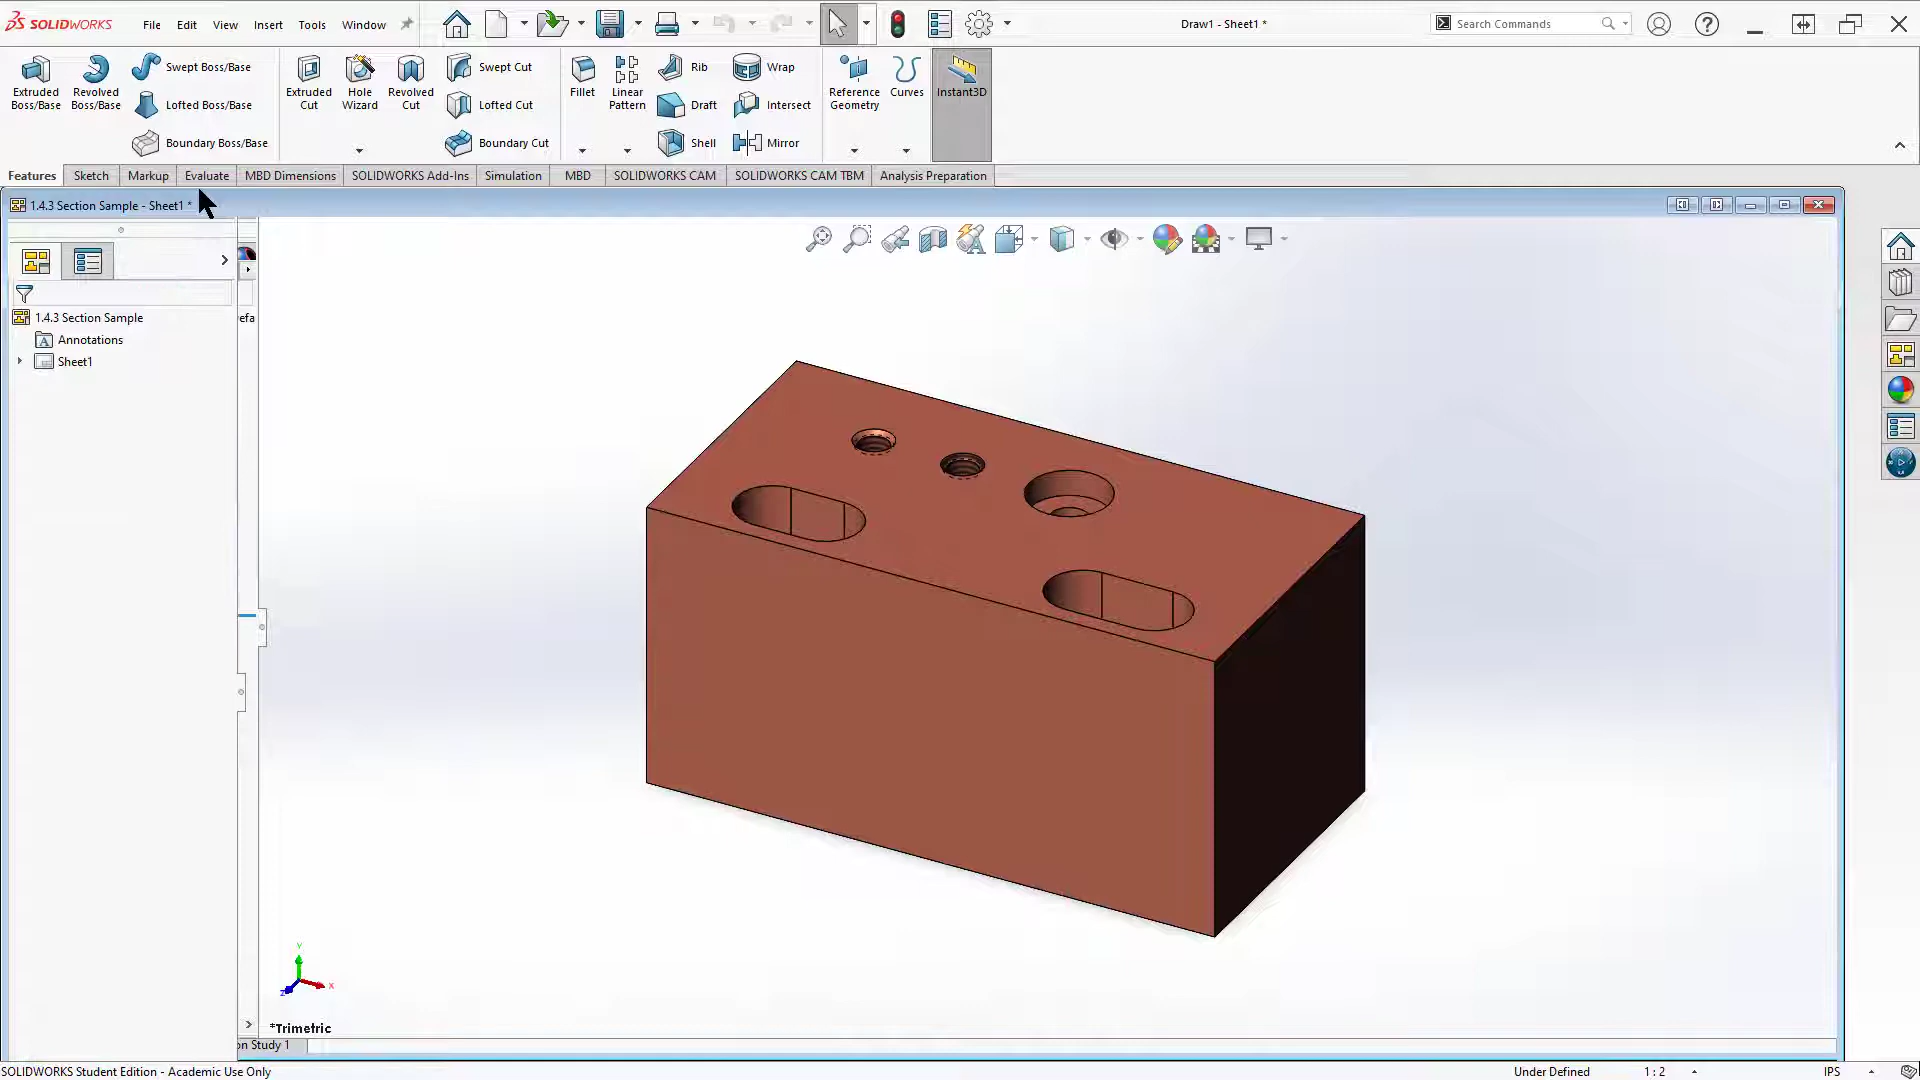 SOLIDWORKS File Edit View Insert Tools Window Draw1 - Sheet1 * Search Commands
Extruded Boss/Base
Revolved Boss/Base
Swept Boss/Base
Lofted Boss/Base
Boundary Boss/Base
Extruded Cut
Hole Wizard
Revolved Cut
Swept Cut
Lofted Cut
Boundary Cut
Fillet
Linear Pattern
Rib
Draft
Shell
Wrap
Intersect
Mirror
Reference Geometry
Curves
Instant3D
Features Sketch Markup Evaluate MBD Dimensions SOLIDWORKS Add-Ins Simulation MBD SOLIDWORKS CAM SOLIDWORKS CAM TBM Analysis Preparation
1.4.3 Section Sample - Sheet1 *
1.4.3 Section Sample
efa
Annotations
Sheet1
Y
X
Z
*Trimetric
on Study 1
SOLIDWORKS Student Edition - Academic Use Only Under Defined 1 : 2 IPS